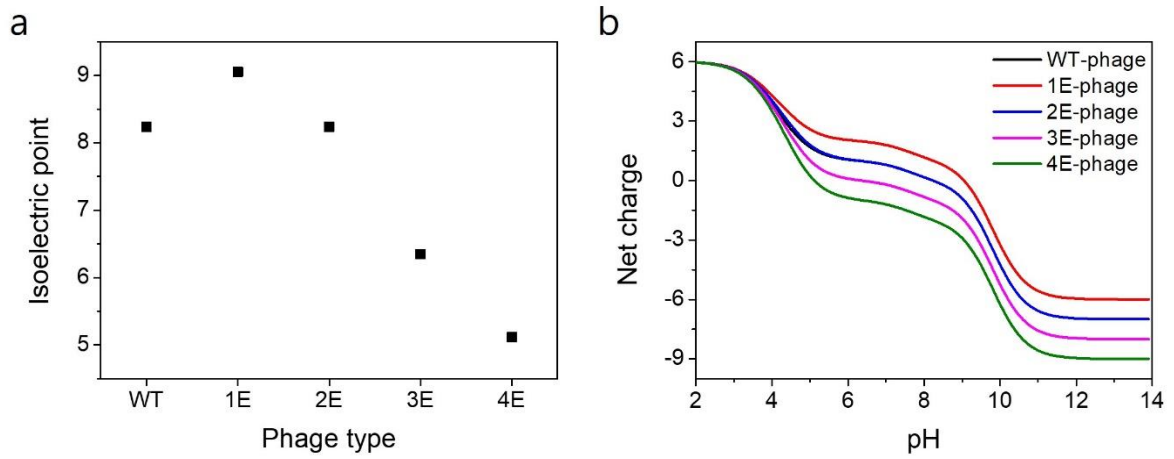 a
Isoelectric point
9
8
7
6
5
WT 1E 2E 3E 4E
Phage type
b
Net charge
6
3
0
-3
-6
-9
WT-phage
1E-phage
2E-phage
3E-phage
4E-phage
2 4 6 8 10 12 14
pH